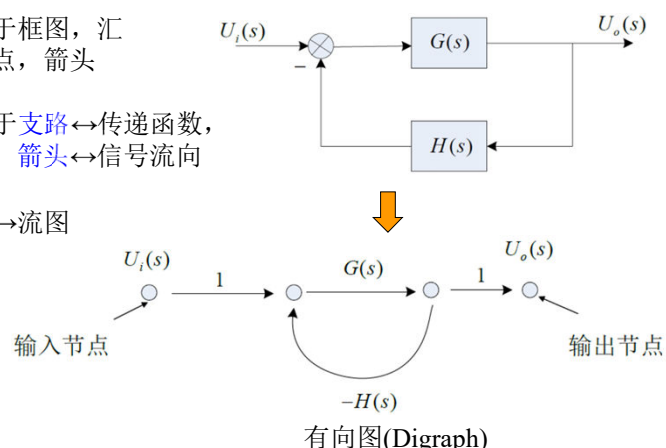 于框图，汇
点，箭头
于支路↔传递函数，
箭头↔信号流向
→流图
U_i(s)
G(s)
U_o(s)
−
H(s)
U_i(s)
1
G(s)
1
U_o(s)
输入节点
输出节点
−H(s)
有向图(Digraph)